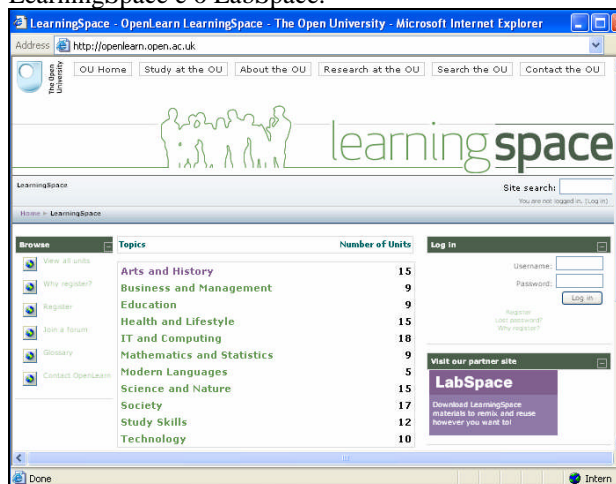 LearningSpace e o LabSpace.
LearningSpace - OpenLearn LearningSpace - The Open University - Microsoft Internet Explorer
Address http://openlearn.open.ac.uk
The Open University
OU Home Study at the OU About the OU Research at the OU Search the OU Contact the OU
learningspace
LearningSpace
Site search:
You are not logged in. (Log in)
Home ► LearningSpace
Browse
View all units
Why register?
Register
Join a forum
Glossary
Contact OpenLearn
Topics Number of Units
Arts and History 15
Business and Management 9
Education 9
Health and Lifestyle 15
IT and Computing 18
Mathematics and Statistics 9
Modern Languages 5
Science and Nature 15
Society 17
Study Skills 12
Technology 10
Log in
Username:
Password:
Log in
Register
Lost password?
Why register?
Visit our partner site
LabSpace
Download LearningSpace
materials to remix and reuse
however you want to!
Done
Intern